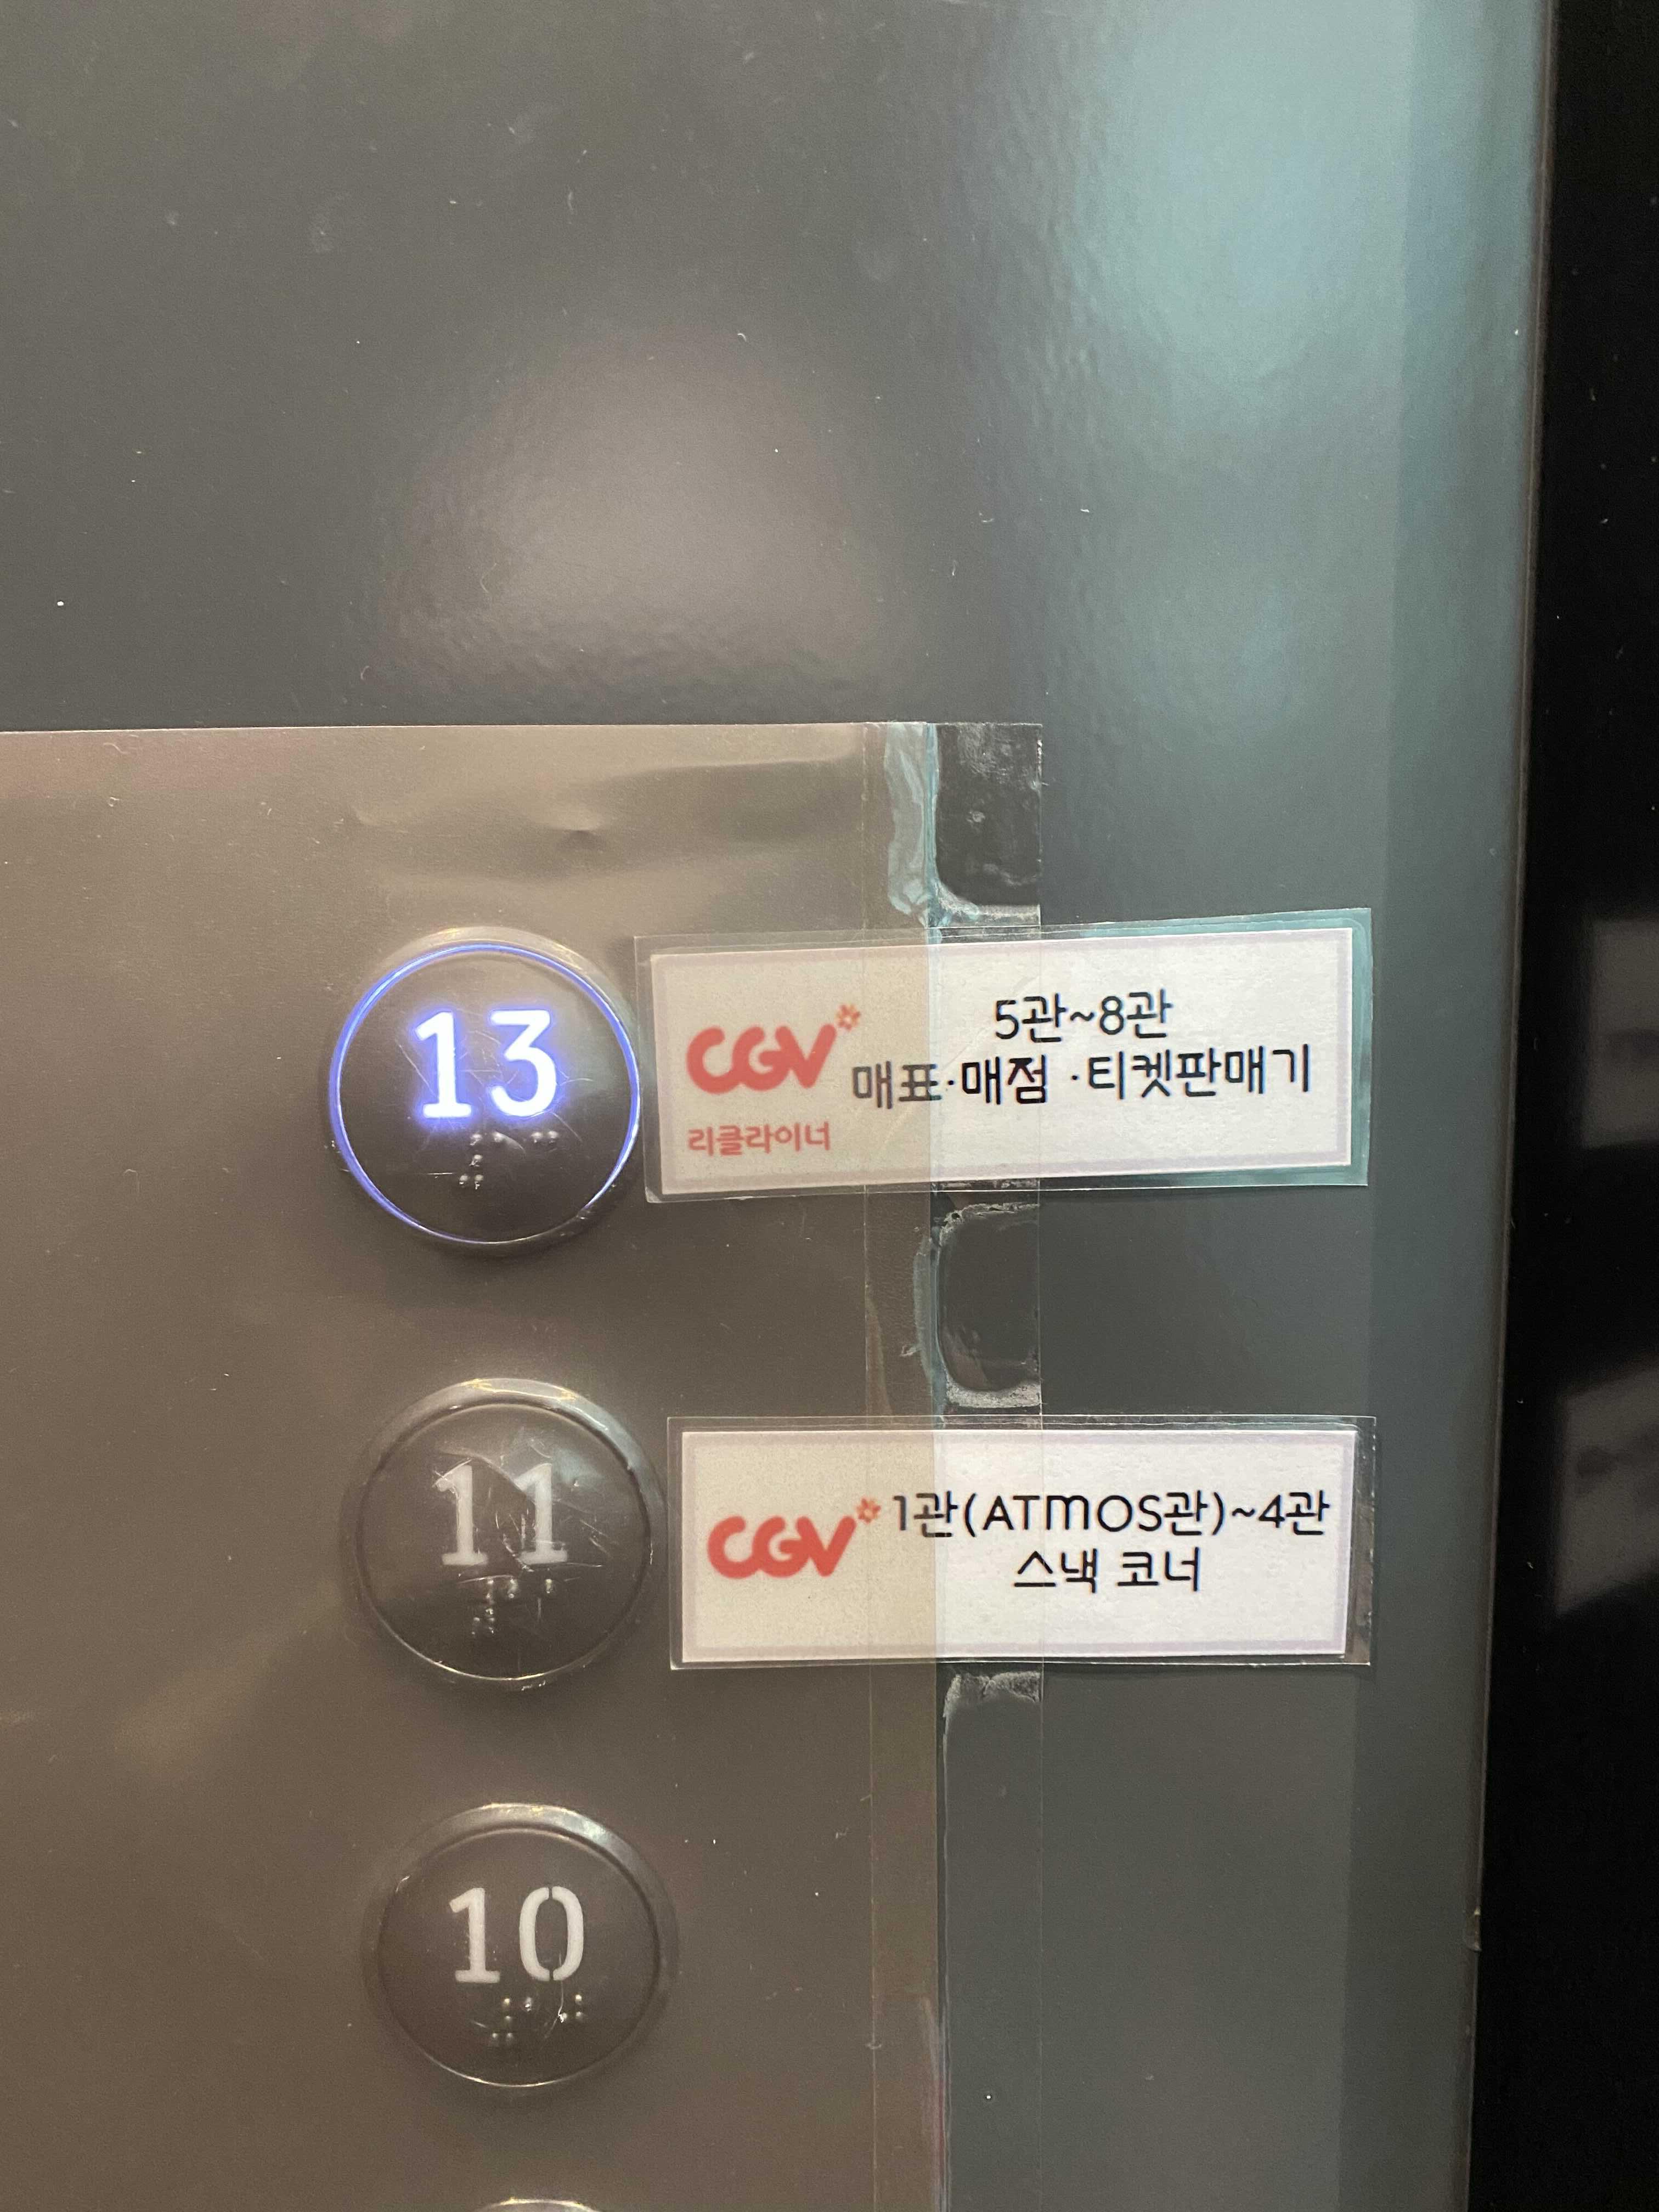 13
CGV
리클라이너
5관~8관
매표·매점 ·티켓판매기
11
CGV
1관(ATMOS관)~4관
스낵 코너
10